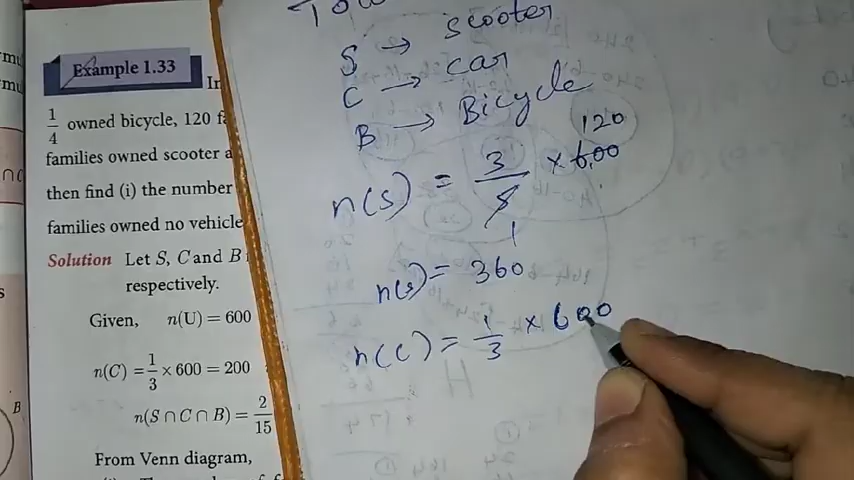 Example 1.33
In
1/4 owned bicycle, 120 f
families owned scooter a
then find (i) the number
families owned no vehicle
Solution Let S, C and B
respectively.
Given, n(U) = 600
n(C) = 1/3 × 600 = 200
n(S ∩ C ∩ B) = 2/15
From Venn diagram,
B
S → scooter
C → car
B → Bicycle
120
n(S) = 3/5 × 600
1
n(S) = 360
n(C) = 1/3 × 600